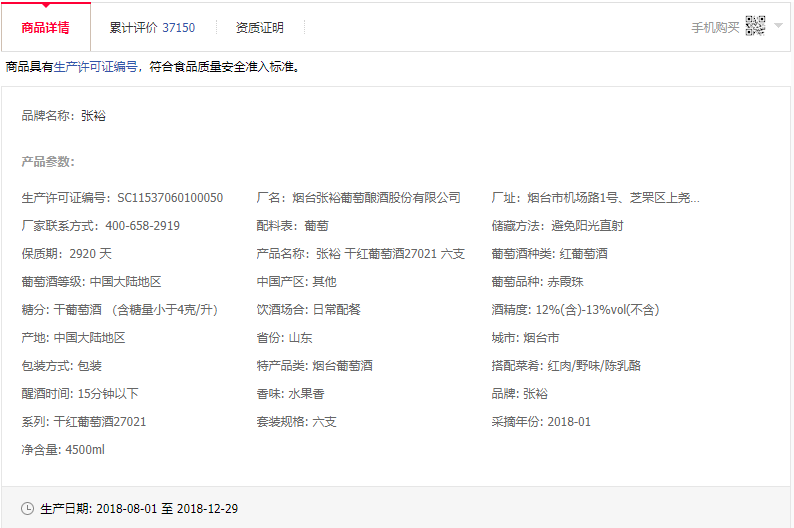 商品详情 累计评价 37150 资质证明 手机购买
商品具有生产许可证编号，符合食品质量安全准入标准。
品牌名称：张裕
产品参数：
生产许可证编号：SC11537060100050 厂名：烟台张裕葡萄酿酒股份有限公司 厂址：烟台市机场路1号、芝罘区上尧...
厂家联系方式：400-658-2919 配料表：葡萄 储藏方法：避免阳光直射
保质期：2920 天 产品名称：张裕 干红葡萄酒27021 六支 葡萄酒种类: 红葡萄酒
葡萄酒等级: 中国大陆地区 中国产区: 其他 葡萄品种: 赤霞珠
糖分: 干葡萄酒 （含糖量小于4克/升） 饮酒场合: 日常配餐 酒精度: 12%(含)-13%vol(不含)
产地: 中国大陆地区 省份: 山东 城市: 烟台市
包装方式: 包装 特产品类: 烟台葡萄酒 搭配菜肴: 红肉/野味/陈乳酪
醒酒时间: 15分钟以下 香味: 水果香 品牌: 张裕
系列: 干红葡萄酒27021 套装规格: 六支 采摘年份: 2018-01
净含量: 4500ml
生产日期: 2018-08-01 至 2018-12-29